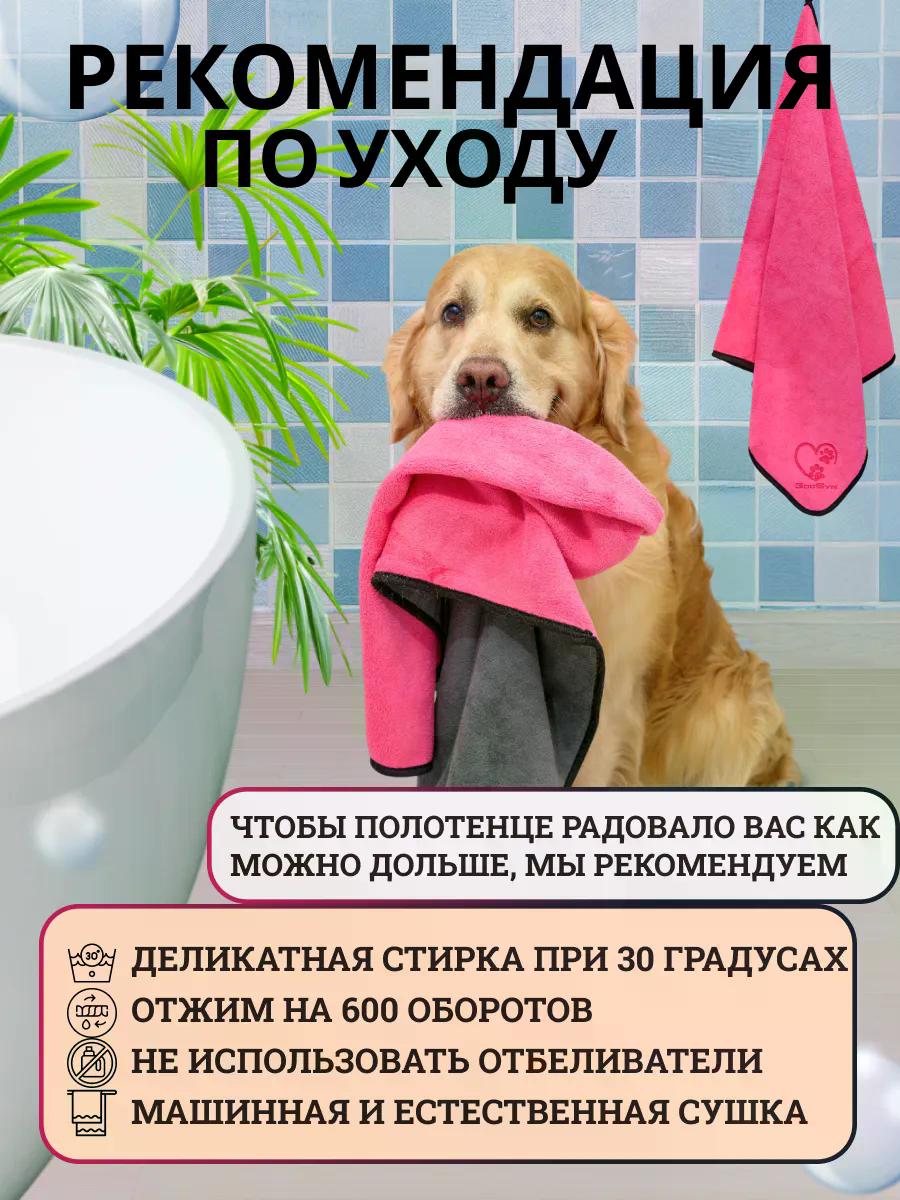 РЕКОМЕНДАЦИЯ
ПО УХОДУ
ЧТОБЫ ПОЛОТЕНЦЕ РАДОВАЛО ВАС КАК
МОЖНО ДОЛЬШЕ, МЫ РЕКОМЕНДУЕМ
30°
ДЕЛИКАТНАЯ СТИРКА ПРИ 30 ГРАДУСАХ
ОТЖИМ НА 600 ОБОРОТОВ
НЕ ИСПОЛЬЗОВАТЬ ОТБЕЛИВАТЕЛИ
МАШИННАЯ И ЕСТЕСТВЕННАЯ СУШКА